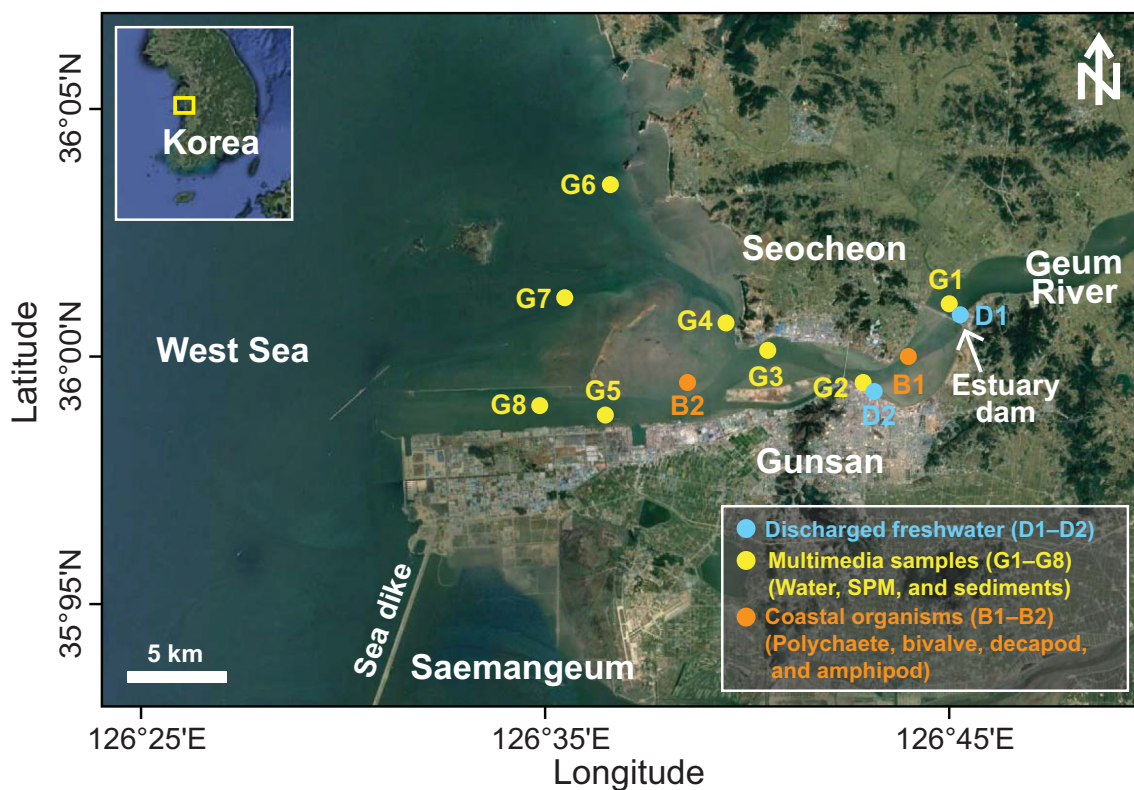 36°05'N
36°00'N
35°95'N
Latitude
126°25'E
126°35'E
126°45'E
Longitude
Korea
N
G6
Seocheon
Geum
River
G1
D1
G7
G4
West Sea
G3
G2
B1
Estuary
dam
G8
G5
B2
D2
Gunsan
Discharged freshwater (D1–D2)
Multimedia samples (G1–G8)
(Water, SPM, and sediments)
Coastal organisms (B1–B2)
(Polychaete, bivalve, decapod,
and amphipod)
Sea dike
5 km
Saemangeum